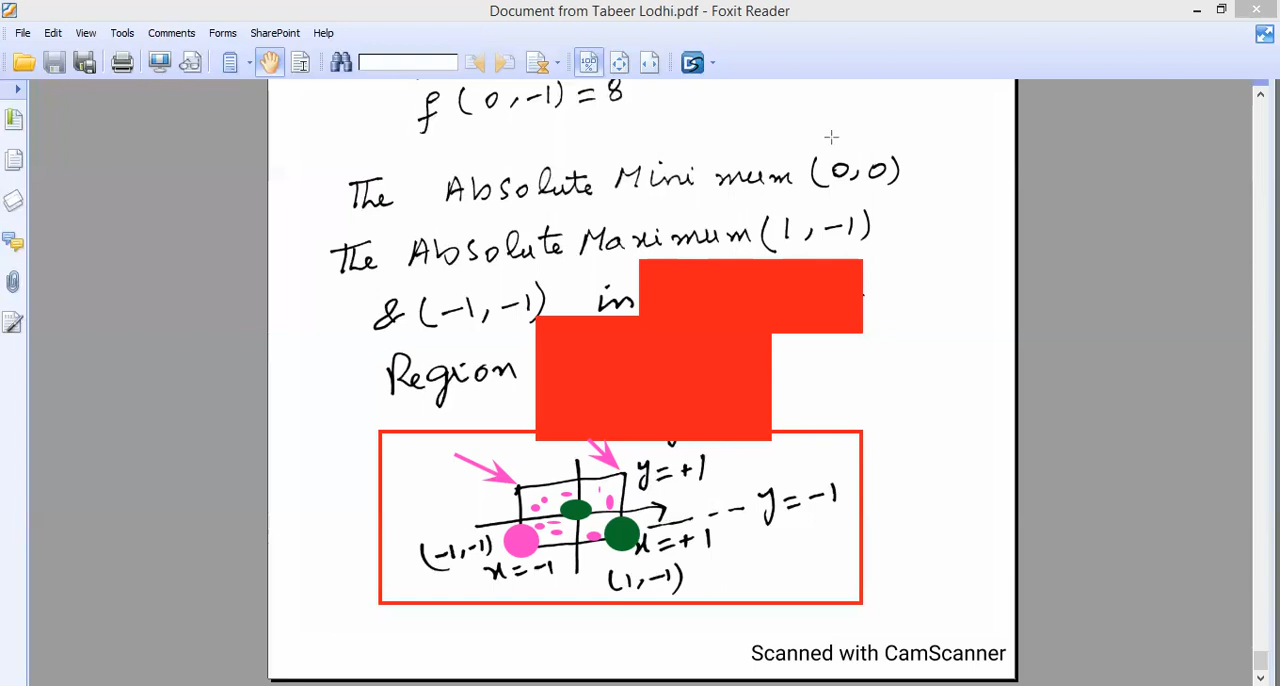 Document from Tabeer Lodhi.pdf - Foxit Reader
File Edit View Tools Comments Forms SharePoint Help
f (0, -1) = 8
The Absolute Minimum (0,0)
The Absolute Maximum (1, -1)
& (-1, -1) in
Region
y = +1
y = -1
x = +1
(-1, -1)
x = -1
(1, -1)
Scanned with CamScanner